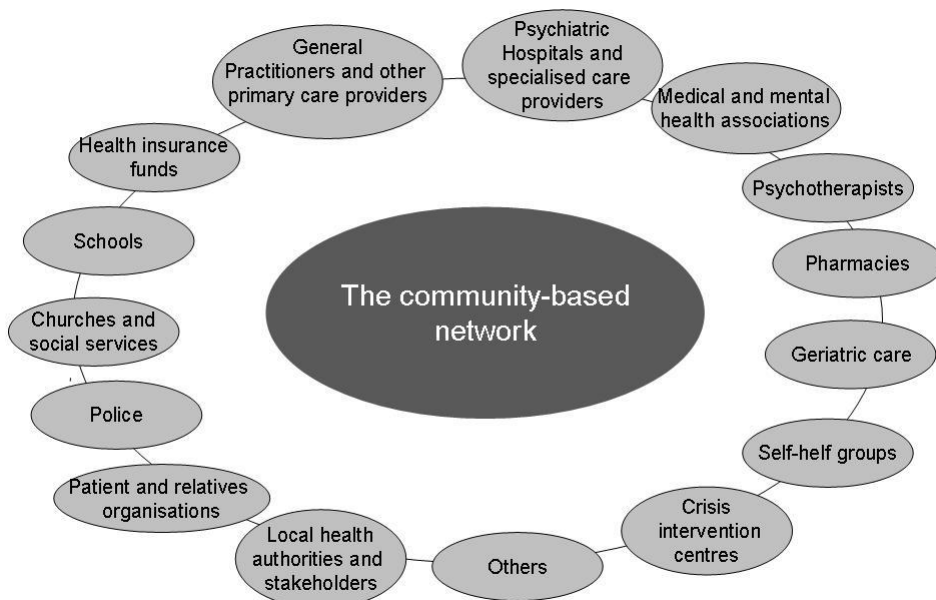 General
Practitioners and other
primary care providers
Psychiatric
Hospitals and
specialised care
providers
Medical and mental
health associations
Psychotherapists
Pharmacies
Geriatric care
Self-helf groups
Crisis
intervention
centres
Others
Local health
authorities and
stakeholders
Patient and relatives
organisations
Police
Churches and
social services
Schools
Health insurance
funds
The community-based
network